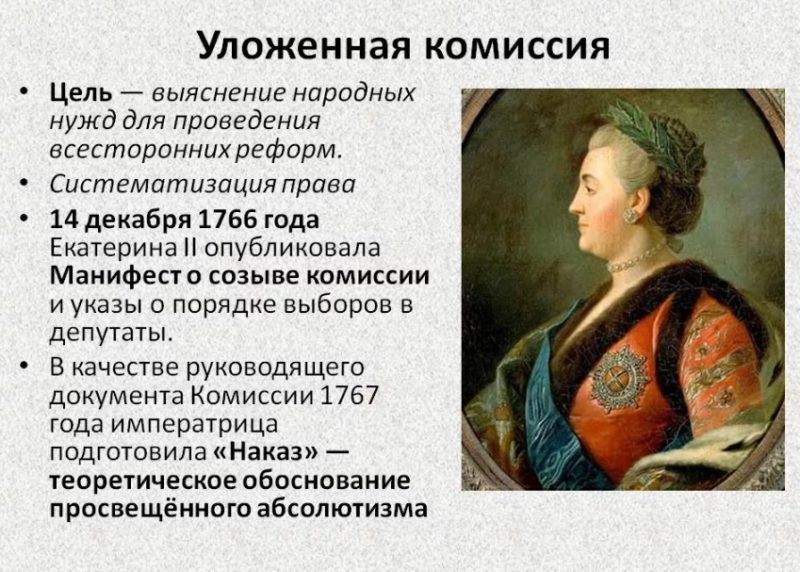 Уложенная комиссия
• Цель — выяснение народных
нужд для проведения
всесторонних реформ.
• Систематизация права
• 14 декабря 1766 года
Екатерина II опубликовала
Манифест о созыве комиссии
и указы о порядке выборов в
депутаты.
• В качестве руководящего
документа Комиссии 1767
года императрица
подготовила «Наказ» —
теоретическое обоснование
просвещённого абсолютизма